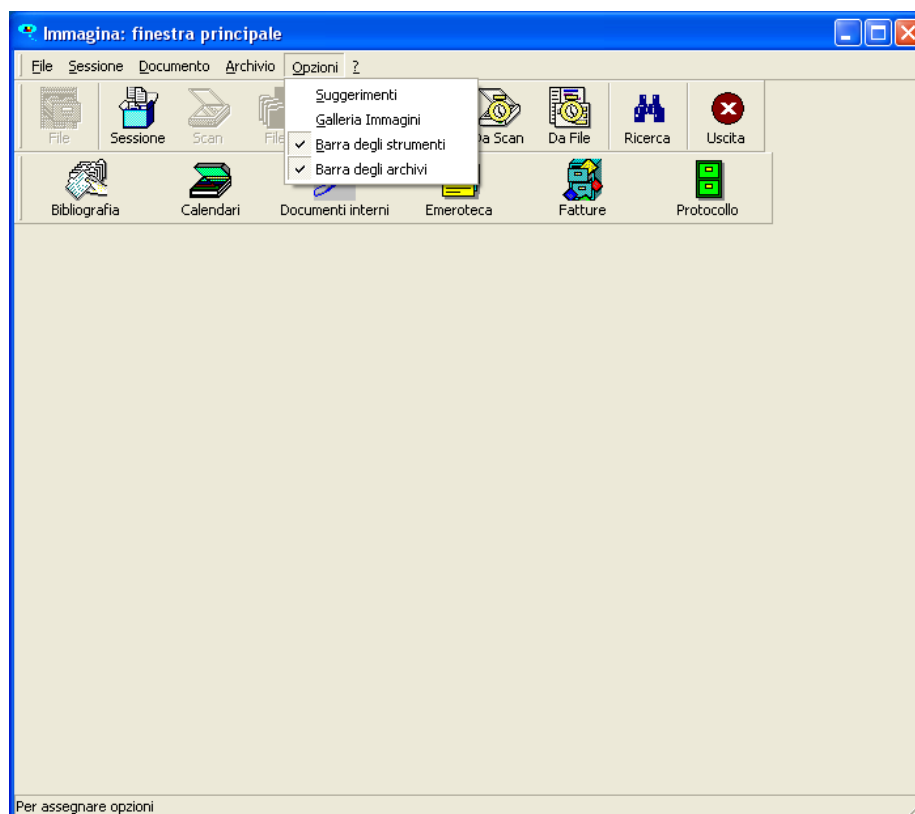 Immagina: finestra principale
File Sessione Documento Archivio Opzioni ?
Suggerimenti
Galleria Immagini
Barra degli strumenti
Barra degli archivi
File Sessione Scan File Da Scan Da File Ricerca Uscita
Bibliografia Calendari Documenti interni Emeroteca Fatture Protocollo
Per assegnare opzioni